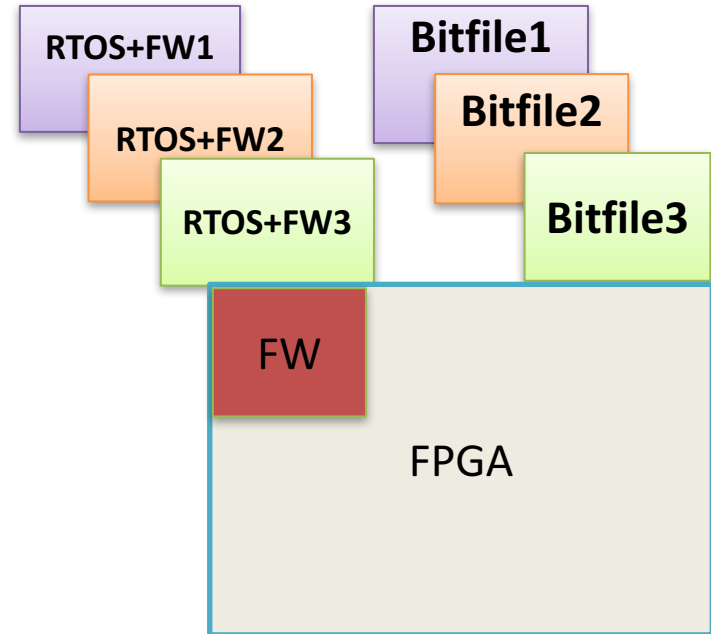 RTOS+FW1
Bitfile1
RTOS+FW2
Bitfile2
RTOS+FW3
Bitfile3
FW
FPGA